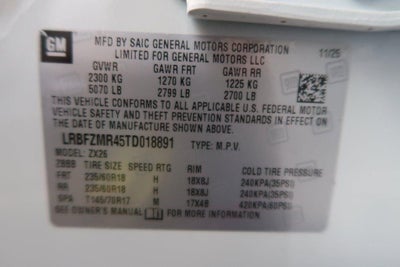 GM
MFD BY SAIC GENERAL MOTORS CORPORATION
LIMITED FOR GENERAL MOTORS LLC
11/25
GVWR GAWR FRT GAWR RR
2300 KG 1270 KG 1225 KG
5070 LB 2799 LB 2700 LB
THIS VEHICLE CONFORMS TO ALL APPLICABLE U.S. FEDERAL MOTOR
VEHICLE SAFETY AND THEFT PREVENTION STANDARDS IN EFFECT ON
THE DATE OF MANUFACTURE SHOWN ABOVE.
LRBFZMR45TD018891 TYPE: M.P.V.
MODEL: ZX26
TIRE SIZE SPEED RTG RIM COLD TIRE PRESSURE
FRT 235/60R18 H 18X8J 240KPA(35PSI)
RR 235/60R18 H 18X8J 240KPA(35PSI)
SPA T145/70R17 M 17X4B 420KPA(60PSI)
SEE OWNER'S MANUAL FOR MORE INFORMATION